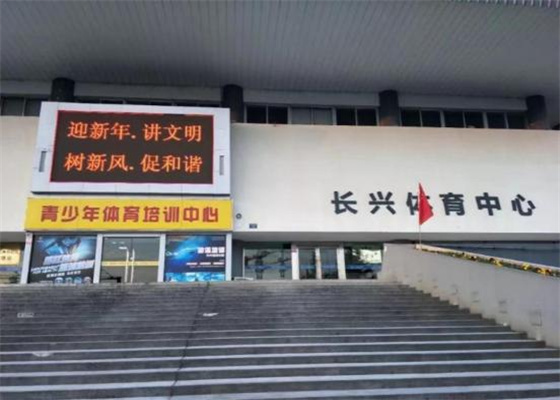 迎新年.讲文明
树新风.促和谐
青少年体育培训中心
长兴体育中心